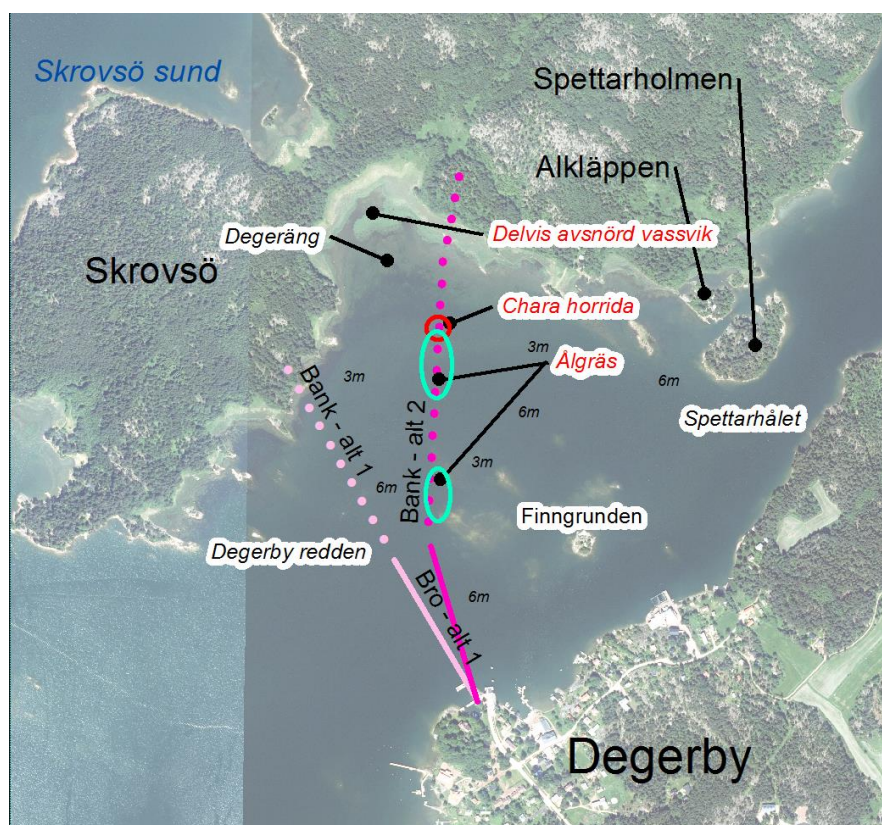 Skrovsö sund
Spettarholmen
Alkläppen
Degeräng
Delvis avsnörd vassvik
Skrovsö
Chara horrida
3m
Ålgräs
3m
6m
Bank - alt 1
6m
Spettarhålet
Bank - alt 2
3m
6m
Finngrunden
Degerby redden
Bro - alt 1
6m
Degerby